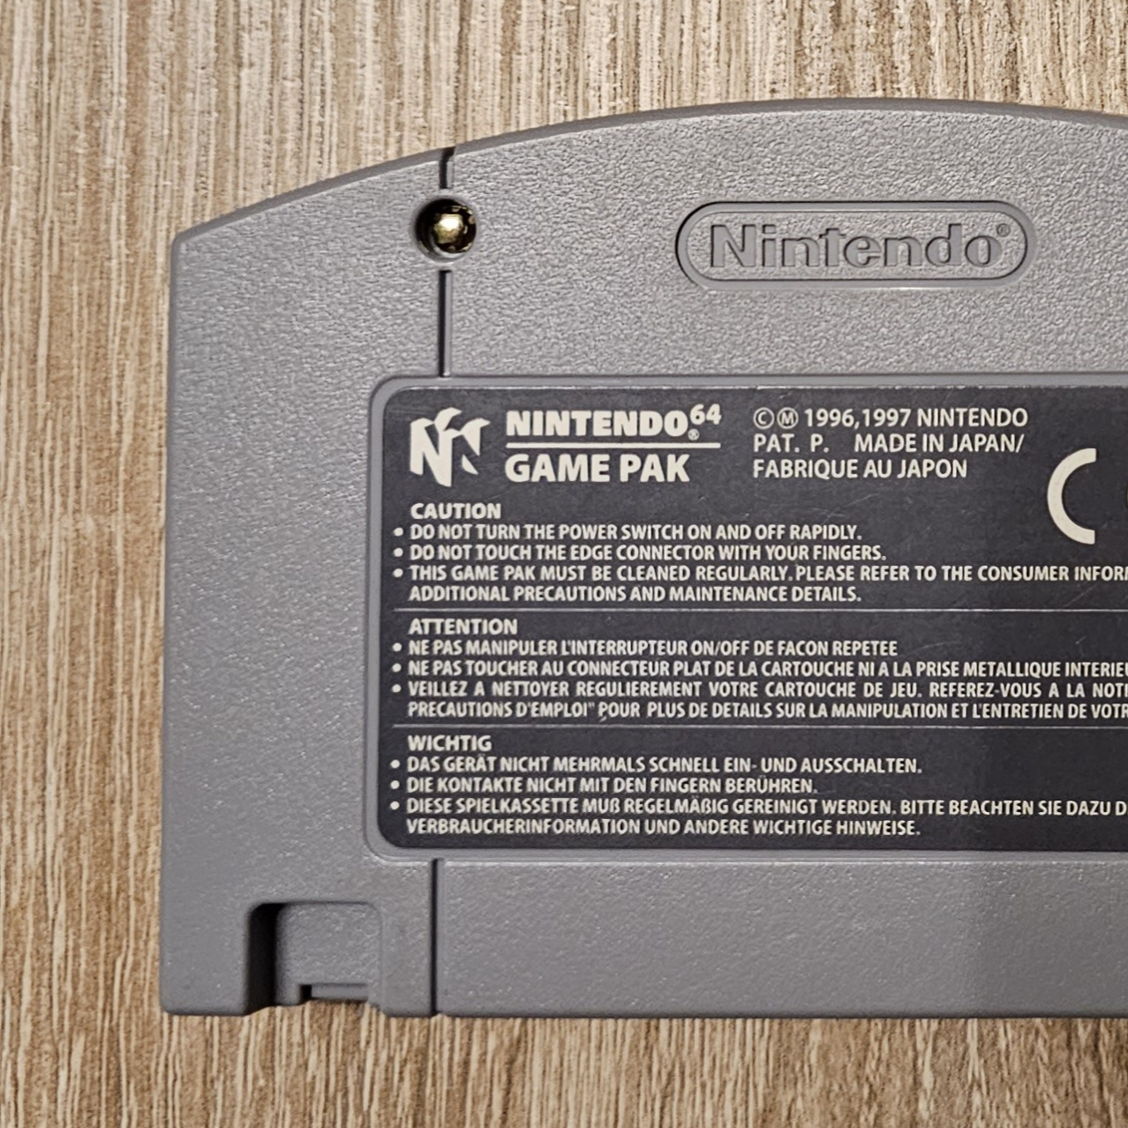 Nintendo®
NINTENDO64®
GAME PAK
©Ⓜ 1996,1997 NINTENDO
PAT. P. MADE IN JAPAN/
FABRIQUE AU JAPON
CAUTION
• DO NOT TURN THE POWER SWITCH ON AND OFF RAPIDLY.
• DO NOT TOUCH THE EDGE CONNECTOR WITH YOUR FINGERS.
• THIS GAME PAK MUST BE CLEANED REGULARLY. PLEASE REFER TO THE CONSUMER INFOR
ADDITIONAL PRECAUTIONS AND MAINTENANCE DETAILS.
ATTENTION
• NE PAS MANIPULER L'INTERRUPTEUR ON/OFF DE FACON REPETEE
• NE PAS TOUCHER AU CONNECTEUR PLAT DE LA CARTOUCHE NI A LA PRISE METALLIQUE INTERIEU
• VEILLEZ A NETTOYER REGULIEREMENT VOTRE CARTOUCHE DE JEU. REFEREZ-VOUS A LA NOTI
PRECAUTIONS D'EMPLOI" POUR PLUS DE DETAILS SUR LA MANIPULATION ET L'ENTRETIEN DE VOTR
WICHTIG
• DAS GERÄT NICHT MEHRMALS SCHNELL EIN- UND AUSSCHALTEN.
• DIE KONTAKTE NICHT MIT DEN FINGERN BERÜHREN.
• DIESE SPIELKASSETTE MUß REGELMÄßIG GEREINIGT WERDEN. BITTE BEACHTEN SIE DAZU D
VERBRAUCHERINFORMATION UND ANDERE WICHTIGE HINWEISE.